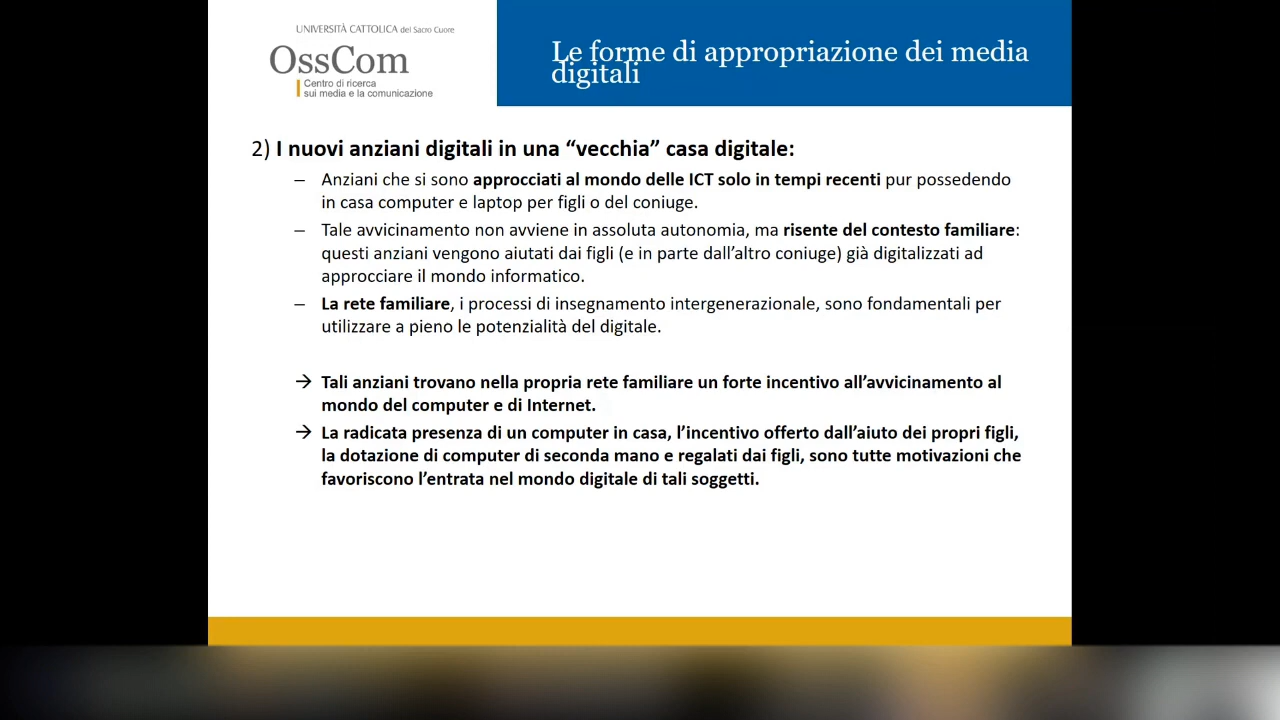 UNIVERSITÀ CATTOLICA del Sacro Cuore
OssCom
Centro di ricerca
sui media e la comunicazione
Le forme di appropriazione dei media
digitali
2) I nuovi anziani digitali in una “vecchia” casa digitale:
– Anziani che si sono approcciati al mondo delle ICT solo in tempi recenti pur possedendo
in casa computer e laptop per figli o del coniuge.
– Tale avvicinamento non avviene in assoluta autonomia, ma risente del contesto familiare:
questi anziani vengono aiutati dai figli (e in parte dall’altro coniuge) già digitalizzati ad
approcciare il mondo informatico.
– La rete familiare, i processi di insegnamento intergenerazionale, sono fondamentali per
utilizzare a pieno le potenzialità del digitale.
→ Tali anziani trovano nella propria rete familiare un forte incentivo all’avvicinamento al
mondo del computer e di Internet.
→ La radicata presenza di un computer in casa, l’incentivo offerto dall’aiuto dei propri figli,
la dotazione di computer di seconda mano e regalati dai figli, sono tutte motivazioni che
favoriscono l’entrata nel mondo digitale di tali soggetti.